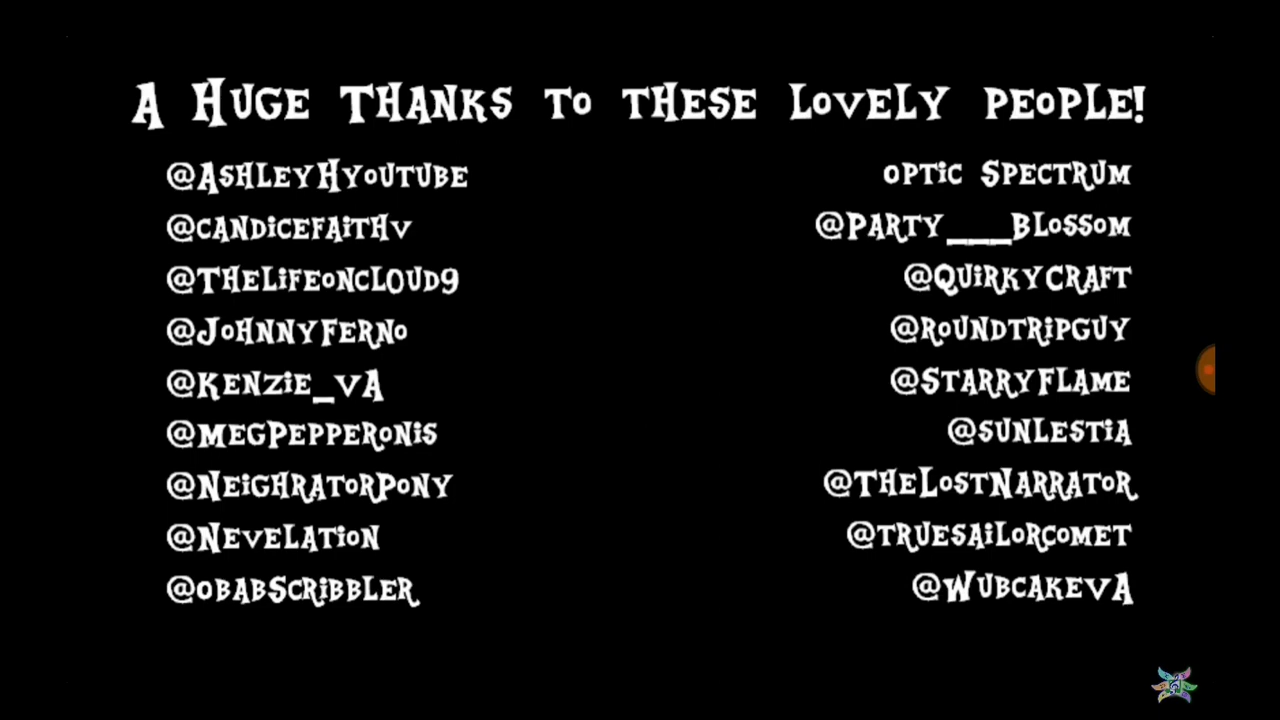 A HUGE THANKS TO THESE LOVELY PEOPLE!
@ASHLEYHYOUTUBE
@CANDICEFAITHV
@THELIFEONCLOUD9
@JOHNNYFERNO
@KENZIE_VA
@MEGPEPPERONIS
@NEIGHRATORPONY
@NEVELATION
@OBABSCRIBBLER
OPTIC SPECTRUM
@PARTY___BLOSSOM
@QUIRKYCRAFT
@ROUNDTRIPGUY
@STARRYFLAME
@SUNLESTIA
@THELOSTNARRATOR
@TRUESAILORCOMET
@WUBCAKEVA